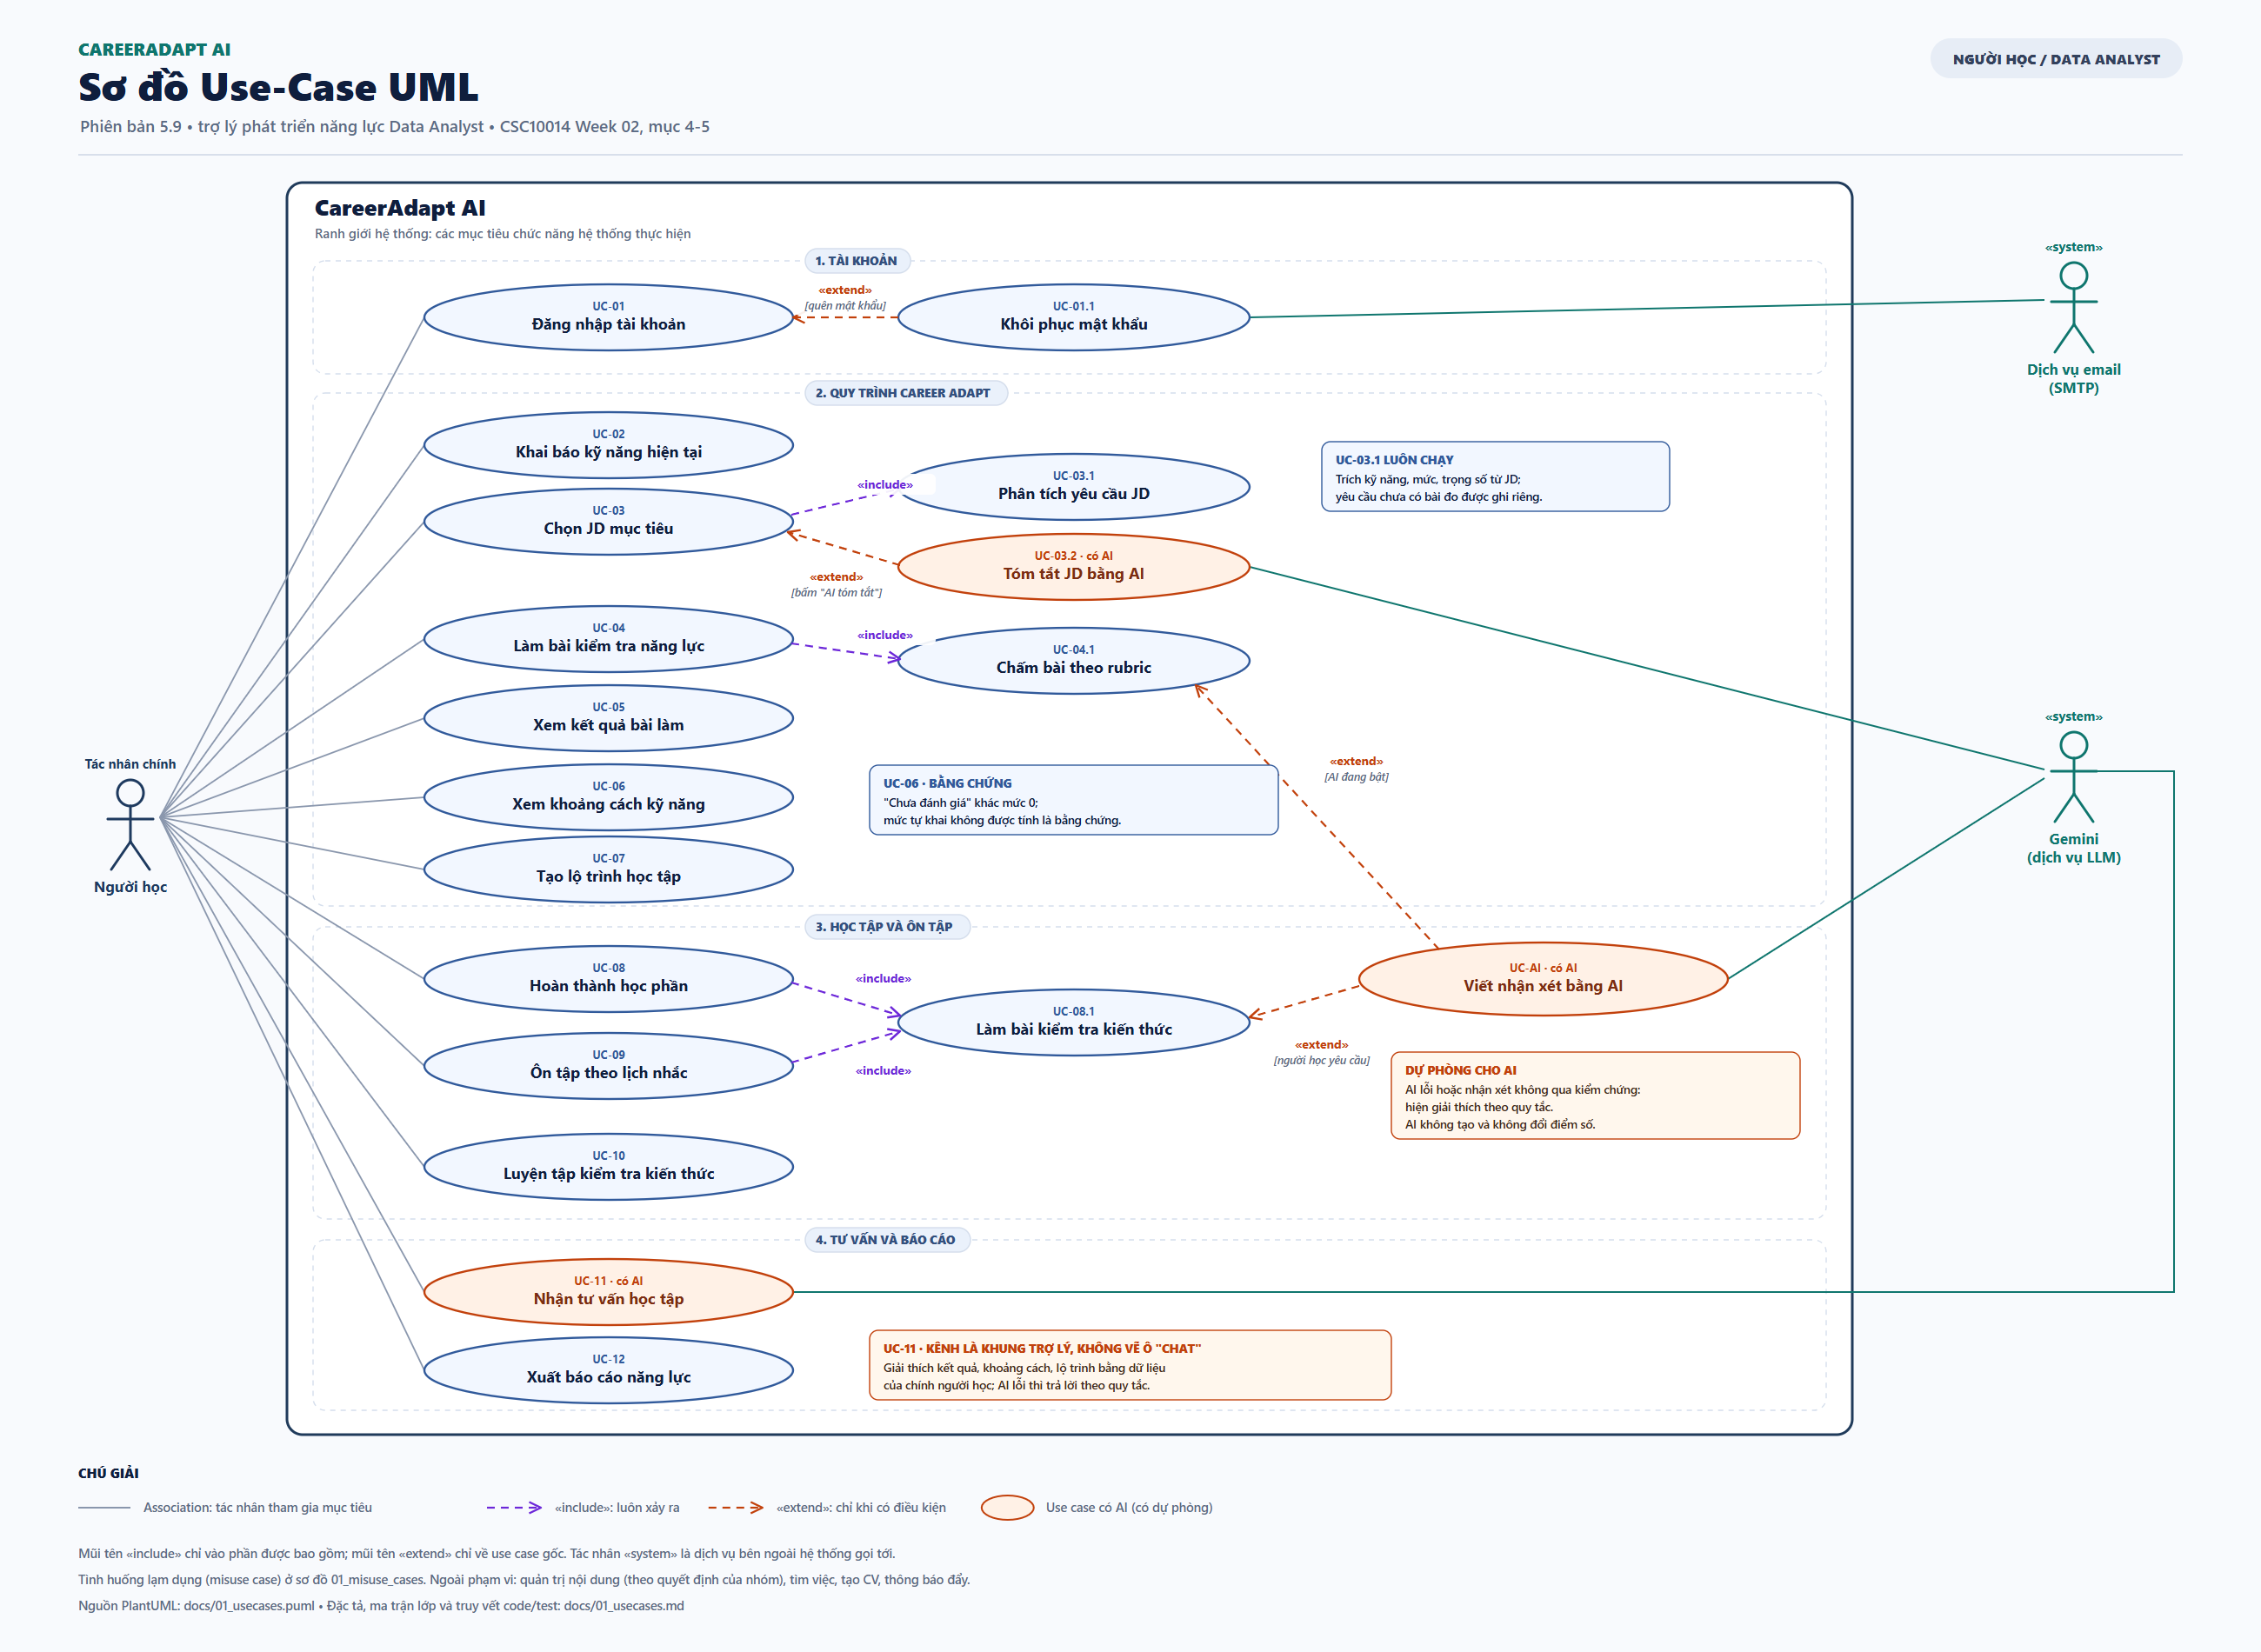 CAREERADAPT AI
Sơ đồ Use-Case UML
Phiên bản 5.9 • trợ lý phát triển năng lực Data Analyst • CSC10014 Week 02, mục 4-5
NGƯỜI HỌC / DATA ANALYST
CareerAdapt AI
Ranh giới hệ thống: các mục tiêu chức năng hệ thống thực hiện
1. TÀI KHOẢN
UC-01
Đăng nhập tài khoản
«extend»
[quên mật khẩu]
UC-01.1
Khôi phục mật khẩu
«system»
Dịch vụ email
(SMTP)
2. QUY TRÌNH CAREER ADAPT
UC-02
Khai báo kỹ năng hiện tại
UC-03
Chọn JD mục tiêu
«include»
UC-03.1
Phân tích yêu cầu JD
UC-03.1 LUÔN CHẠY
Trích kỹ năng, mức, trọng số từ JD;
yêu cầu chưa có bài đo được ghi riêng.
«extend»
[bấm "AI tóm tắt"]
UC-03.2 · có AI
Tóm tắt JD bằng AI
UC-04
Làm bài kiểm tra năng lực
«include»
UC-04.1
Chấm bài theo rubric
UC-05
Xem kết quả bài làm
UC-06
Xem khoảng cách kỹ năng
UC-06 · BẰNG CHỨNG
"Chưa đánh giá" khác mức 0;
mức tự khai không được tính là bằng chứng.
«extend»
[AI đang bật]
UC-07
Tạo lộ trình học tập
Tác nhân chính
Người học
«system»
Gemini
(dịch vụ LLM)
3. HỌC TẬP VÀ ÔN TẬP
UC-08
Hoàn thành học phần
«include»
UC-08.1
Làm bài kiểm tra kiến thức
UC-AI · có AI
Viết nhận xét bằng AI
UC-09
Ôn tập theo lịch nhắc
«include»
«extend»
[người học yêu cầu]
DỰ PHÒNG CHO AI
AI lỗi hoặc nhận xét không qua kiểm chứng:
hiện giải thích theo quy tắc.
AI không tạo và không đổi điểm số.
UC-10
Luyện tập kiểm tra kiến thức
4. TƯ VẤN VÀ BÁO CÁO
UC-11 · có AI
Nhận tư vấn học tập
UC-12
Xuất báo cáo năng lực
UC-11 · KÊNH LÀ KHUNG TRỢ LÝ, KHÔNG VẼ Ô "CHAT"
Giải thích kết quả, khoảng cách, lộ trình bằng dữ liệu
của chính người học; AI lỗi thì trả lời theo quy tắc.
CHÚ GIẢI
Association: tác nhân tham gia mục tiêu
«include»: luôn xảy ra
«extend»: chỉ khi có điều kiện
Use case có AI (có dự phòng)
Mũi tên «include» chỉ vào phần được bao gồm; mũi tên «extend» chỉ về use case gốc. Tác nhân «system» là dịch vụ bên ngoài hệ thống gọi tới.
Tình huống lạm dụng (misuse case) ở sơ đồ 01_misuse_cases. Ngoài phạm vi: quản trị nội dung (theo quyết định của nhóm), tìm việc, tạo CV, thông báo đẩy.
Nguồn PlantUML: docs/01_usecases.puml • Đặc tả, ma trận lớp và truy vết code/test: docs/01_usecases.md